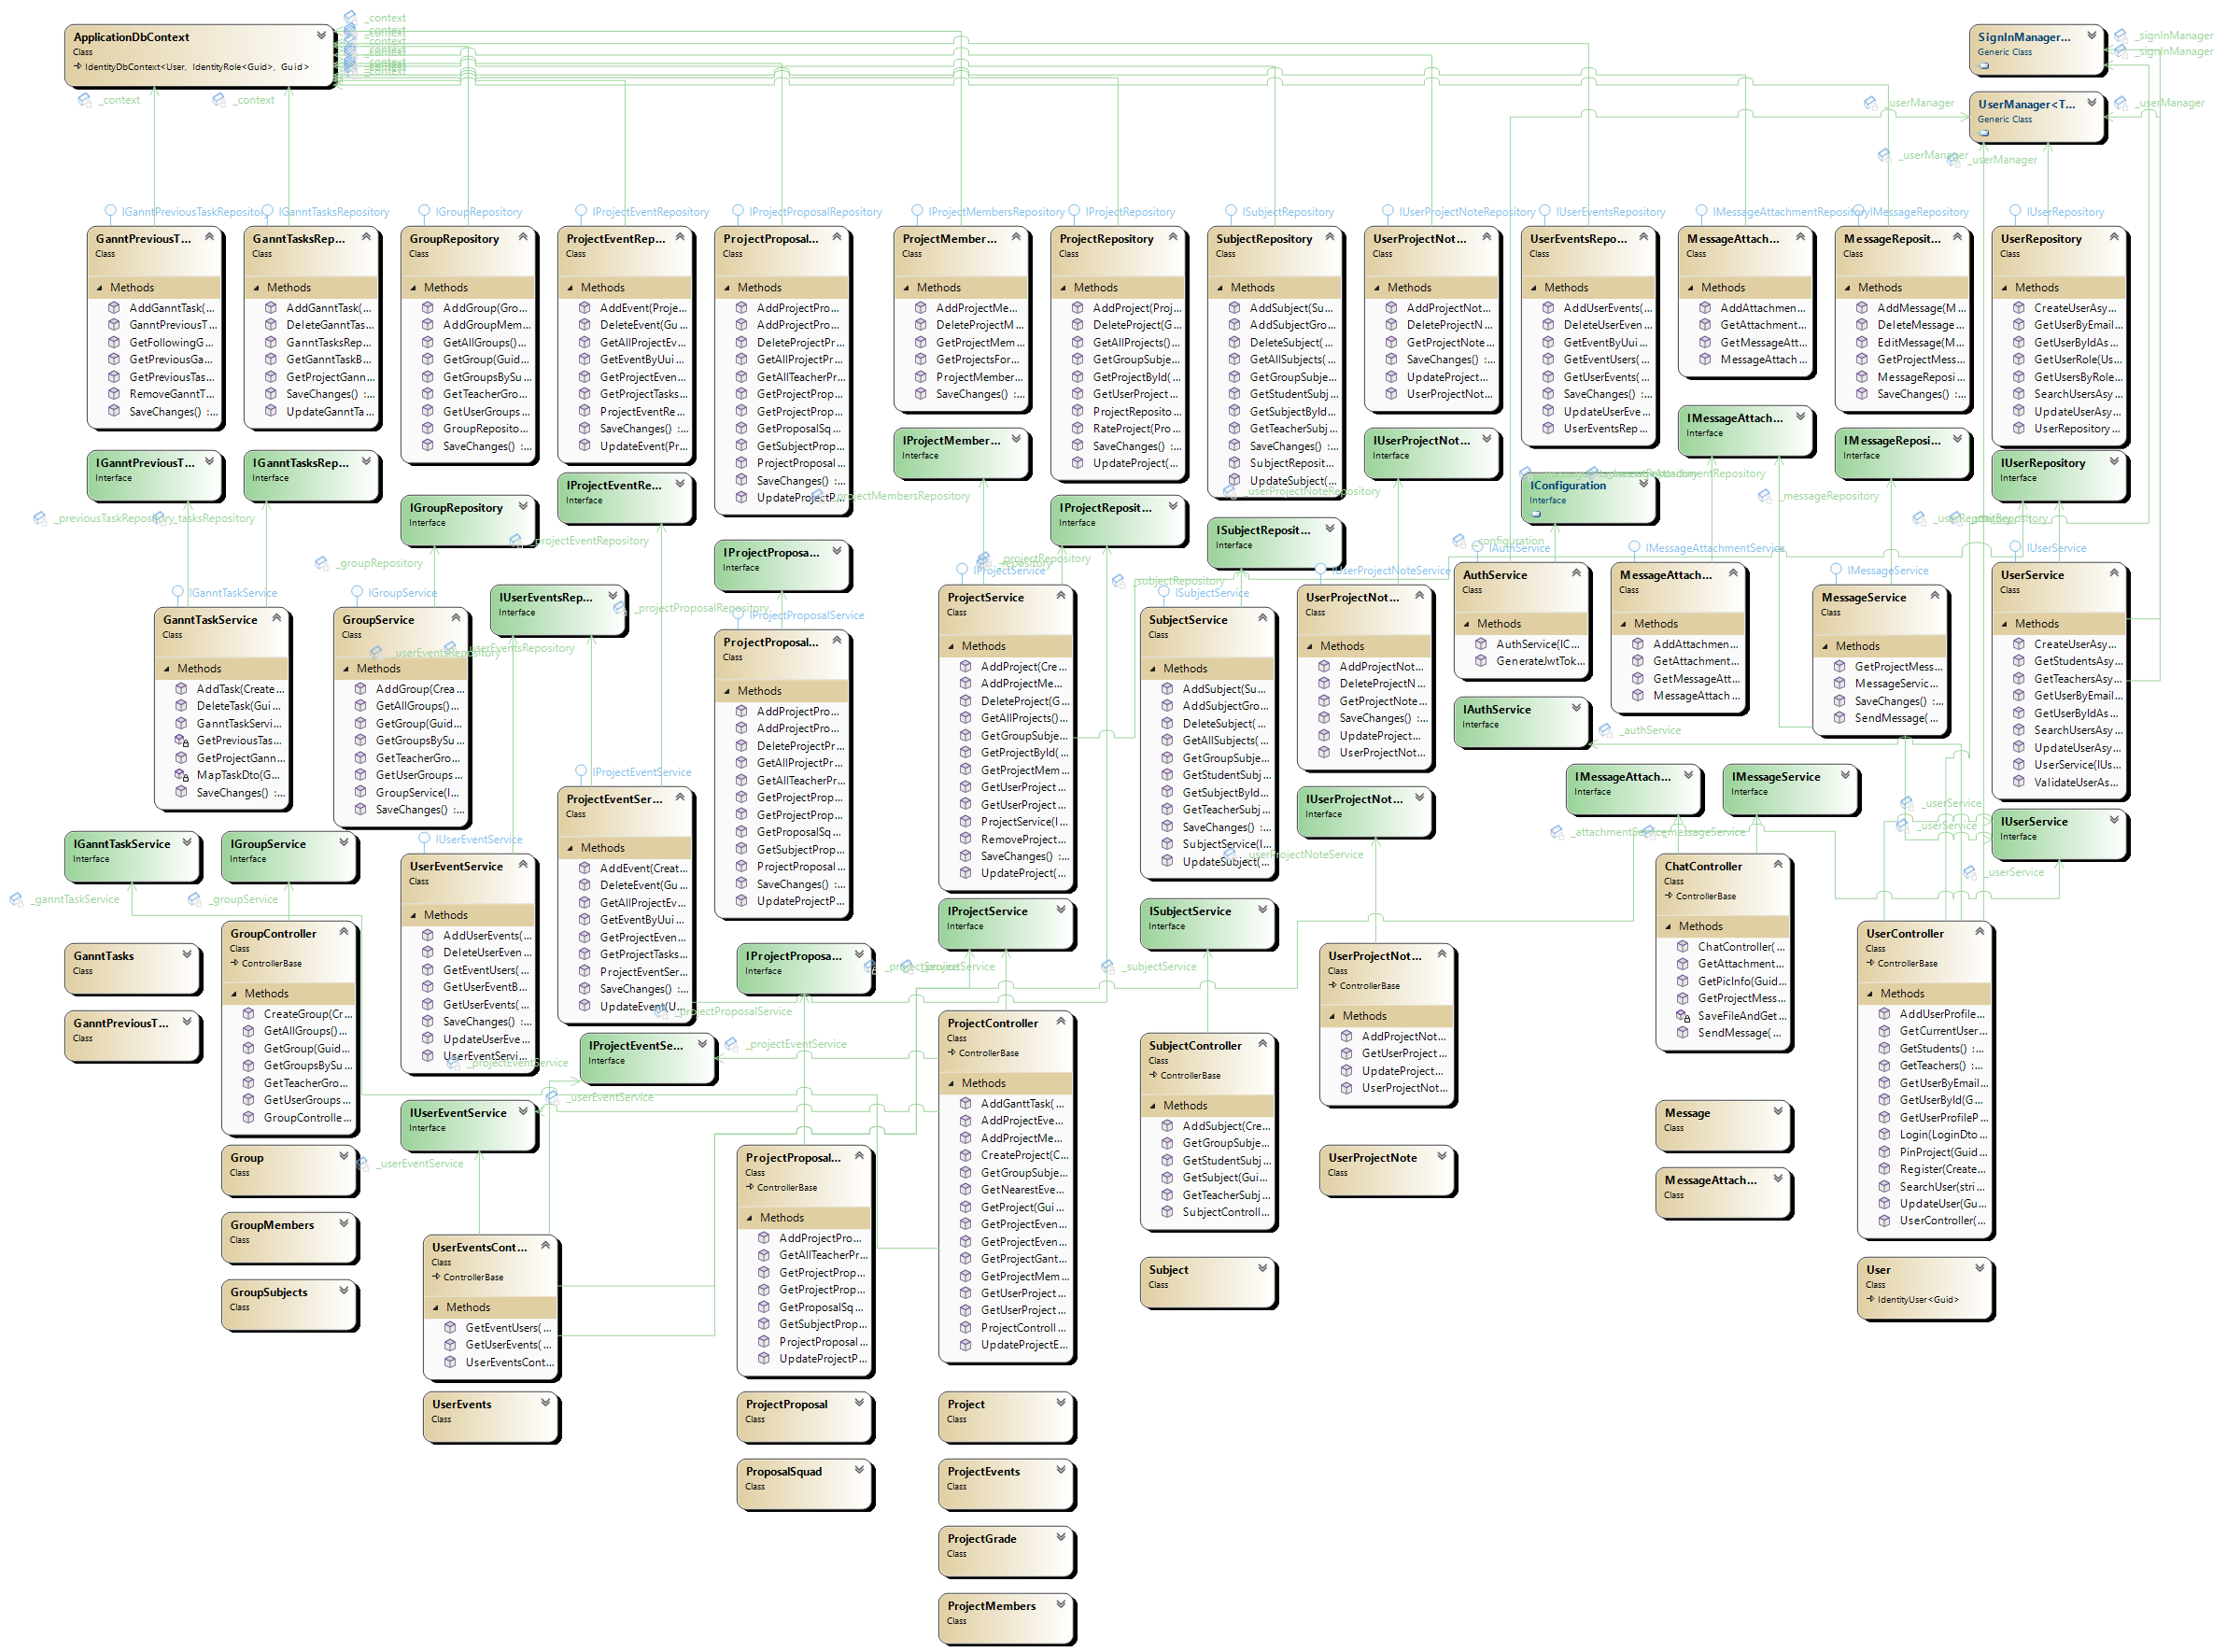 ApplicationDbContext
Class
IdentityDbContext<User, IdentityRole<Guid>, Guid>
_context
_context
_context
_context
_context
_context
_context
SignInManager...
Generic Class
_signInManager
_signInManager
UserManager<T...
Generic Class
_userManager
_userManager
_userManager
_userManager
IGanntPreviousTaskRepository
GanntPreviousT...
Class
Methods
AddGanntTask(...
GanntPreviousT...
GetFollowingG...
GetPreviousGa...
GetPreviousTas...
RemoveGanntT...
SaveChanges() :...
IGanntPreviousT...
Interface
IGanntTasksRepository
GanntTasksRep...
Class
Methods
AddGanntTask(...
DeleteGanntTas...
GanntTasksRep...
GetGanntTaskB...
GetProjectGann...
SaveChanges() :...
UpdateGanntTa...
IGanntTasksRep...
Interface
IGroupRepository
GroupRepository
Class
Methods
AddGroup(Gro...
AddGroupMem...
GetAllGroups()...
GetGroup(Guid...
GetGroupsBySu...
GetTeacherGro...
GetUserGroups...
GroupReposito...
SaveChanges() :...
IGroupRepository
Interface
IProjectEventRepository
ProjectEventRep...
Class
Methods
AddEvent(Proje...
DeleteEvent(Gu...
GetAllProjectEv...
GetEventByUui...
GetProjectEven...
GetProjectTasks...
ProjectEventRe...
SaveChanges() :...
UpdateEvent(Pr...
IProjectEventRe...
Interface
IProjectProposalRepository
ProjectProposal...
Class
Methods
AddProjectPro...
AddProjectPro...
DeleteProjectPr...
GetAllProjectPr...
GetAllTeacherPr...
GetProjectProp...
GetProjectProp...
GetProposalSq...
GetSubjectProp...
ProjectProposal...
SaveChanges() :...
UpdateProjectP...
IProjectProposa...
Interface
IProjectMembersRepository
ProjectMember...
Class
Methods
AddProjectMe...
DeleteProjectM...
GetProjectMem...
GetProjectsFor...
ProjectMember...
SaveChanges() :...
IProjectMember...
Interface
IProjectRepository
ProjectRepository
Class
Methods
AddProject(Proj...
DeleteProject(G...
GetAllProjects()...
GetGroupSubje...
GetProjectById(...
GetUserProject...
ProjectReposito...
RateProject(Pro...
SaveChanges() :...
UpdateProject(...
IProjectReposit...
Interface
ISubjectRepository
SubjectRepository
Class
Methods
AddSubject(Su...
AddSubjectGro...
DeleteSubject(...
GetAllSubjects(...
GetGroupSubje...
GetStudentSubj...
GetSubjectById...
GetTeacherSubj...
SaveChanges() :...
SubjectReposit...
UpdateSubject(...
ISubjectReposit...
Interface
IUserProjectNoteRepository
UserProjectNot...
Class
Methods
AddProjectNot...
DeleteProjectN...
GetProjectNote...
SaveChanges() :...
UpdateProject...
UserProjectNot...
IUserProjectNot...
Interface
IUserEventsRepository
UserEventsRepo...
Class
Methods
AddUserEvents(...
DeleteUserEven...
GetEventByUui...
GetEventUsers(...
GetUserEvents(...
SaveChanges() :...
UpdateUserEve...
UserEventsRep...
IConfiguration
Interface
IMessageAttachmentRepository
MessageAttach...
Class
Methods
AddAttachmen...
GetAttachment...
GetMessageAtt...
MessageAttach...
IMessageAttach...
Interface
IMessageRepository
MessageReposit...
Class
Methods
AddMessage(M...
DeleteMessage...
EditMessage(M...
GetProjectMess...
MessageReposi...
SaveChanges() :...
IMessageReposi...
Interface
IUserRepository
UserRepository
Class
Methods
CreateUserAsy...
GetUserByEmail...
GetUserByIdAs...
GetUserRole(Us...
GetUsersByRole...
SearchUsersAsy...
UpdateUserAsy...
UserRepository...
IUserRepository
Interface
_previousTaskRepository
_tasksRepository
_groupRepository
_projectEventRepository
_projectMembersRepository
_projectRepository
_repository
_subjectRepository
_userProjectNoteRepository
_configuration
_messageRepository
_projectProposalRepository
_userEventsRepository
_userEventsRepository
IGanntTaskService
GanntTaskService
Class
Methods
AddTask(Create...
DeleteTask(Gui...
GanntTaskServi...
GetPreviousTas...
GetProjectGann...
MapTaskDto(G...
SaveChanges() :...
IGanntTaskService
Interface
_ganntTaskService
IGroupService
GroupService
Class
Methods
AddGroup(Crea...
GetAllGroups()...
GetGroup(Guid...
GetGroupsBySu...
GetTeacherGro...
GetUserGroups...
GroupService(I...
SaveChanges() :...
IGroupService
Interface
_groupService
IUserEventsRep...
Interface
IUserEventService
UserEventService
Class
Methods
AddUserEvents(...
DeleteUserEven...
GetEventUsers(...
GetUserEventB...
GetUserEvents(...
SaveChanges() :...
UpdateUserEve...
UserEventServi...
IUserEventService
Interface
_userEventService
_userEventService
IProjectEventService
ProjectEventSer...
Class
Methods
AddEvent(Creat...
DeleteEvent(Gu...
GetAllProjectEv...
GetEventByUui...
GetProjectEven...
GetProjectTasks...
ProjectEventSer...
SaveChanges() :...
UpdateEvent(U...
IProjectEventSe...
Interface
_projectEventService
_projectEventService
IProjectProposalService
ProjectProposal...
Class
Methods
AddProjectPro...
AddProjectPro...
DeleteProjectPr...
GetAllProjectPr...
GetAllTeacherPr...
GetProjectProp...
GetProjectProp...
GetProposalSq...
GetSubjectProp...
ProjectProposal...
SaveChanges() :...
UpdateProjectP...
IProjectProposa...
Interface
_projectProposalService
IProjectService
ProjectService
Class
Methods
AddProject(Cre...
AddProjectMe...
DeleteProject(G...
GetAllProjects()...
GetGroupSubje...
GetProjectById(...
GetProjectMem...
GetUserProject...
GetUserProject...
ProjectService(I...
RemoveProject...
SaveChanges() :...
UpdateProject(...
IProjectService
Interface
_projectService
ISubjectService
SubjectService
Class
Methods
AddSubject(Su...
AddSubjectGro...
DeleteSubject(...
GetAllSubjects(...
GetGroupSubje...
GetStudentSubj...
GetSubjectById...
GetTeacherSubj...
SaveChanges() :...
SubjectService(I...
UpdateSubject(...
ISubjectService
Interface
_subjectService
IUserProjectNoteService
UserProjectNot...
Class
Methods
AddProjectNot...
DeleteProjectN...
GetProjectNote...
SaveChanges() :...
UpdateProject...
UserProjectNot...
IUserProjectNot...
Interface
_userProjectNoteService
IAuthService
AuthService
Class
Methods
AuthService(IC...
GenerateJwtTok...
IAuthService
Interface
_authService
IMessageAttachmentService
MessageAttach...
Class
Methods
AddAttachmen...
GetAttachment...
GetMessageAtt...
MessageAttach...
IMessageAttach...
Interface
_attachmentService
IMessageService
MessageService
Class
Methods
GetProjectMess...
MessageServic...
SaveChanges() :...
SendMessage(...
IMessageService
Interface
_messageService
IUserService
UserService
Class
Methods
CreateUserAsy...
GetStudentsAsy...
GetTeachersAsy...
GetUserByEmail...
GetUserByIdAs...
SearchUsersAsy...
UpdateUserAsy...
UserService(IUs...
ValidateUserAs...
IUserService
Interface
_userService
_userService
_userService
GanntTasks
Class
GanntPreviousT...
Class
GroupController
Class
ControllerBase
Methods
CreateGroup(Cr...
GetAllGroups()...
GetGroup(Guid...
GetGroupsBySu...
GetTeacherGro...
GetUserGroups...
GroupControlle...
Group
Class
GroupMembers
Class
GroupSubjects
Class
UserEventsCont...
Class
ControllerBase
Methods
GetEventUsers(...
GetUserEvents(...
UserEventsCont...
UserEvents
Class
ProjectProposal...
Class
ControllerBase
Methods
AddProjectPro...
GetAllTeacherPr...
GetProjectProp...
GetProjectProp...
GetProposalSq...
GetSubjectProp...
ProjectProposal...
UpdateProjectP...
ProjectProposal
Class
ProposalSquad
Class
ProjectController
Class
ControllerBase
Methods
AddGanttTask(...
AddProjectEve...
AddProjectMe...
CreateProject(C...
GetGroupSubje...
GetNearestEve...
GetProject(Gui...
GetProjectEven...
GetProjectEven...
GetProjectGant...
GetProjectMem...
GetUserProject...
GetUserProject...
ProjectControll...
UpdateProjectE...
Project
Class
ProjectEvents
Class
ProjectGrade
Class
ProjectMembers
Class
SubjectController
Class
ControllerBase
Methods
AddSubject(Cre...
GetGroupSubje...
GetStudentSubj...
GetSubject(Gui...
GetTeacherSubj...
SubjectControll...
Subject
Class
UserProjectNot...
Class
ControllerBase
Methods
AddProjectNot...
GetUserProject...
UpdateProject...
UserProjectNot...
UserProjectNote
Class
ChatController
Class
ControllerBase
Methods
ChatController(...
GetAttachment...
GetPicInfo(Guid...
GetProjectMess...
SaveFileAndGet...
SendMessage(...
Message
Class
MessageAttach...
Class
UserController
Class
ControllerBase
Methods
AddUserProfile...
GetCurrentUser...
GetStudents() :...
GetTeachers() :...
GetUserByEmail...
GetUserById(G...
GetUserProfileP...
Login(LoginDto...
PinProject(Guid...
Register(Create...
SearchUser(stri...
UpdateUser(Gu...
UserController(...
User
Class
IdentityUser<Guid>